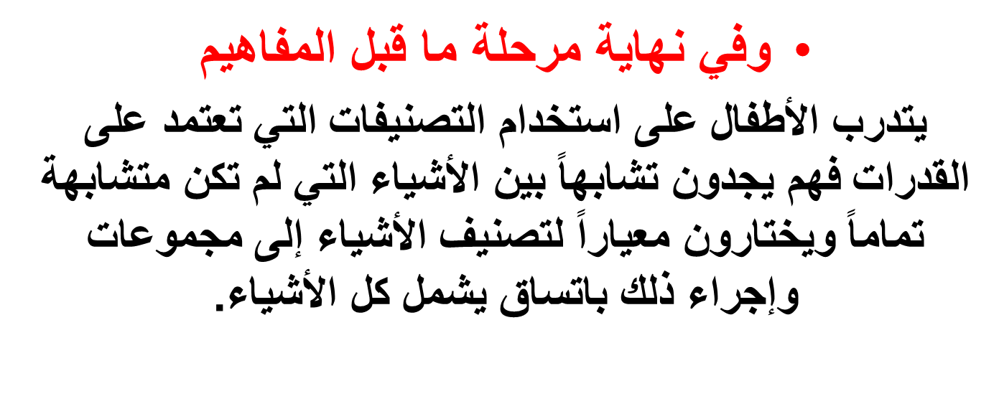 • وفي نهاية مرحلة ما قبل المفاهيم
يتدرب الأطفال على استخدام التصنيفات التي تعتمد على
القدرات فهم يجدون تشابهاً بين الأشياء التي لم تكن متشابهة
تماماً ويختارون معياراً لتصنيف الأشياء إلى مجموعات
وإجراء ذلك باتساق يشمل كل الأشياء.